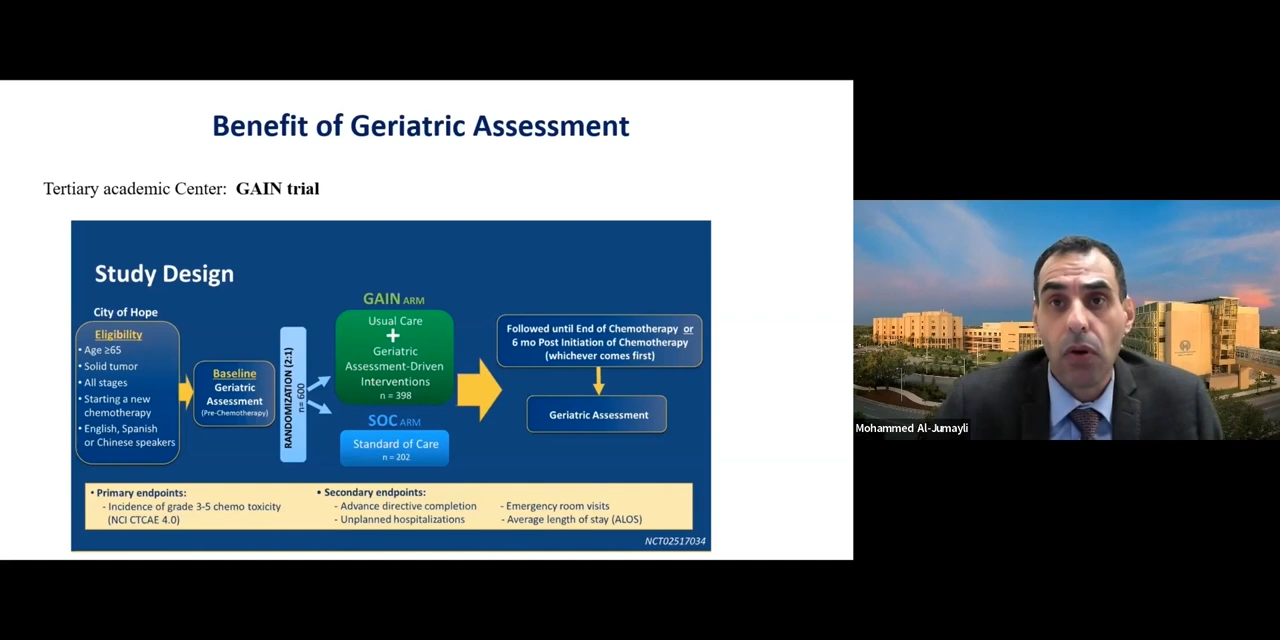 Benefit of Geriatric Assessment
Tertiary academic Center: GAIN trial
Study Design
City of Hope
Eligibility
• Age ≥65
• Solid tumor
• All stages
• Starting a new
chemotherapy
• English, Spanish
or Chinese speakers
Baseline
Geriatric
Assessment
(Pre-Chemotherapy)
RANDOMIZATION (2:1)
n= 600
GAIN ARM
Usual Care
+
Geriatric
Assessment-Driven
Interventions
n = 398
SOC ARM
Standard of Care
n = 202
Followed until End of Chemotherapy or
6 mo Post Initiation of Chemotherapy
(whichever comes first)
Geriatric Assessment
• Primary endpoints:
- Incidence of grade 3-5 chemo toxicity
(NCI CTCAE 4.0)
• Secondary endpoints:
- Advance directive completion
- Unplanned hospitalizations
- Emergency room visits
- Average length of stay (ALOS)
NCT02517034
Mohammed Al-Jumayli